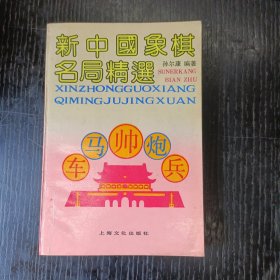 新中國象棋
名局精選
孙尔康 编著
SUNERKANG
BIAN ZHU
XINZHONGGUOXIANG
QIMINGJUJINGXUAN
车马帅炮兵
上海文化出版社